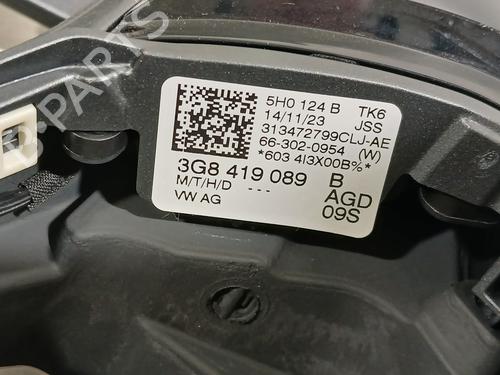 5H0 124 B TK6
14/11/23 JSS
313472799CLJ-AE
66-302-0954 (W)
*603 4I3X00B%*
3G8 419 089 B
M/T/H/D --- AGD
VW AG 09S